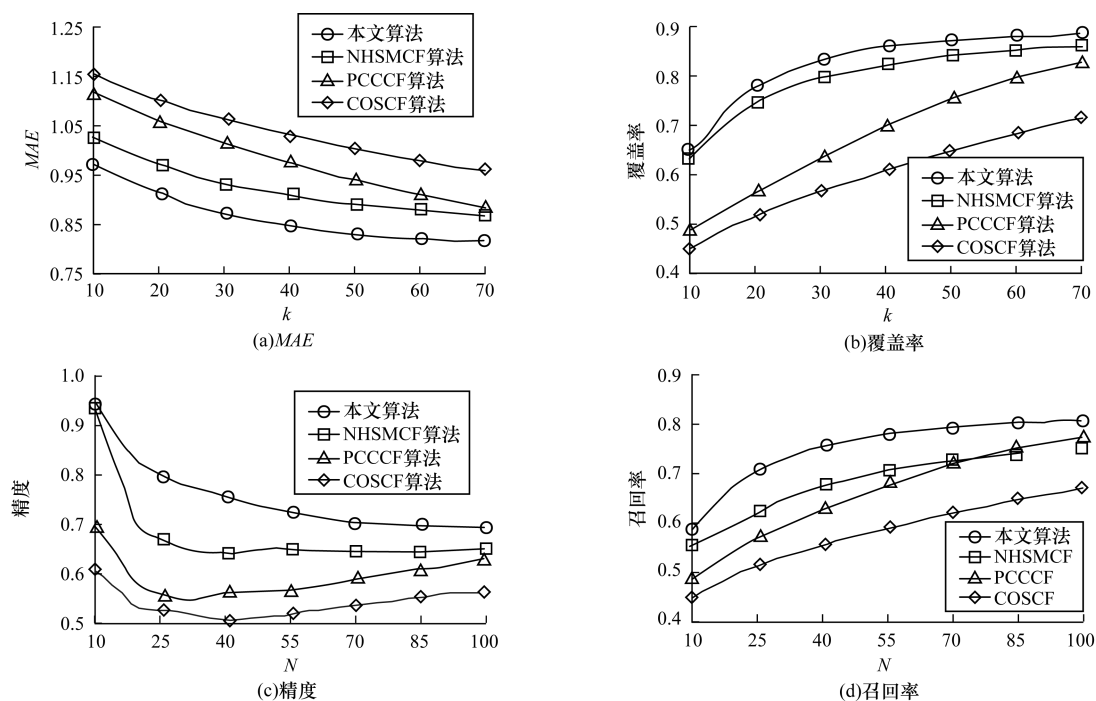 1.25
1.15
1.05
0.95
0.85
0.75
MAE
本文算法
NHSMCF算法
PCCCF算法
COSCF算法
10 20 30 40 50 60 70
k
(a)MAE
0.9
0.8
0.7
0.6
0.5
0.4
覆盖率
本文算法
NHSMCF算法
PCCCF算法
COSCF算法
10 20 30 40 50 60 70
k
(b)覆盖率
1.0
0.9
0.8
0.7
0.6
0.5
精度
本文算法
NHSMCF算法
PCCCF算法
COSCF算法
10 25 40 55 70 85 100
N
(c)精度
0.9
0.8
0.7
0.6
0.5
0.4
召回率
本文算法
NHSMCF
PCCCF
COSCF
10 25 40 55 70 85 100
N
(d)召回率